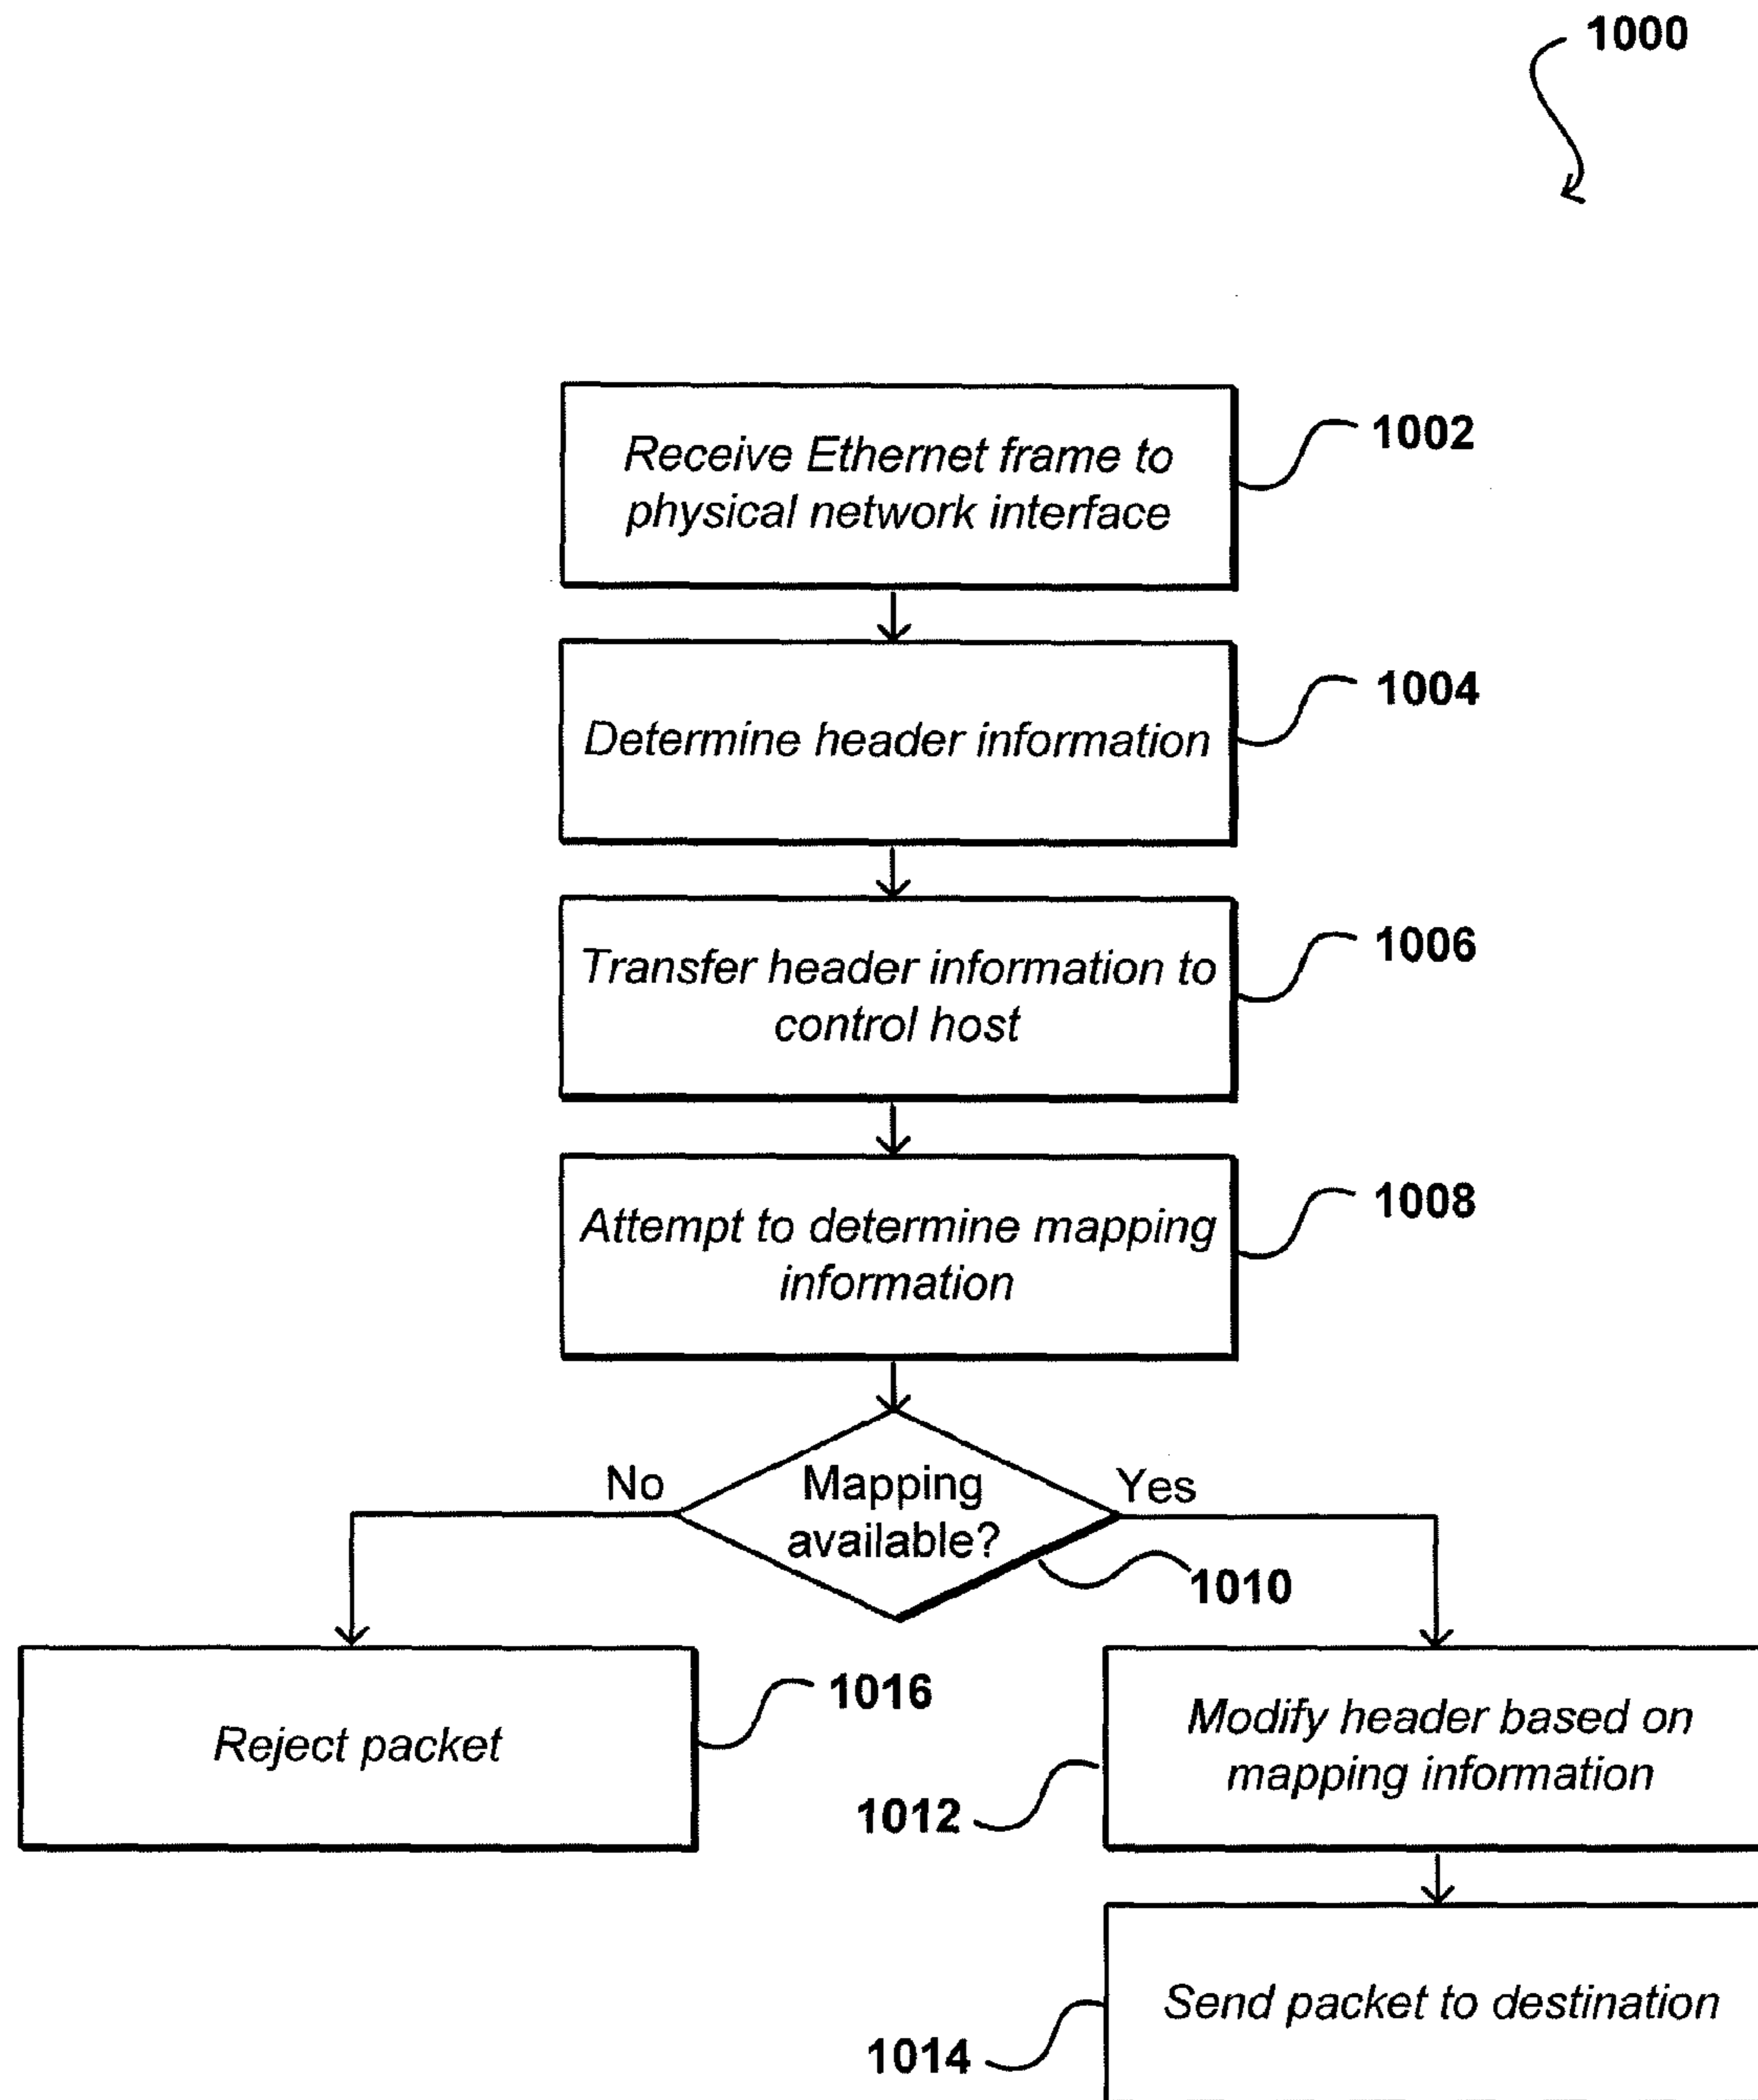 1000
Receive Ethernet frame to
physical network interface
1002
Determine header information
1004
Transfer header information to
control host
1006
Attempt to determine mapping
information
1008
No
Mapping
available?
Yes
1010
Reject packet
1016
Modify header based on
mapping information
1012
Send packet to destination
1014